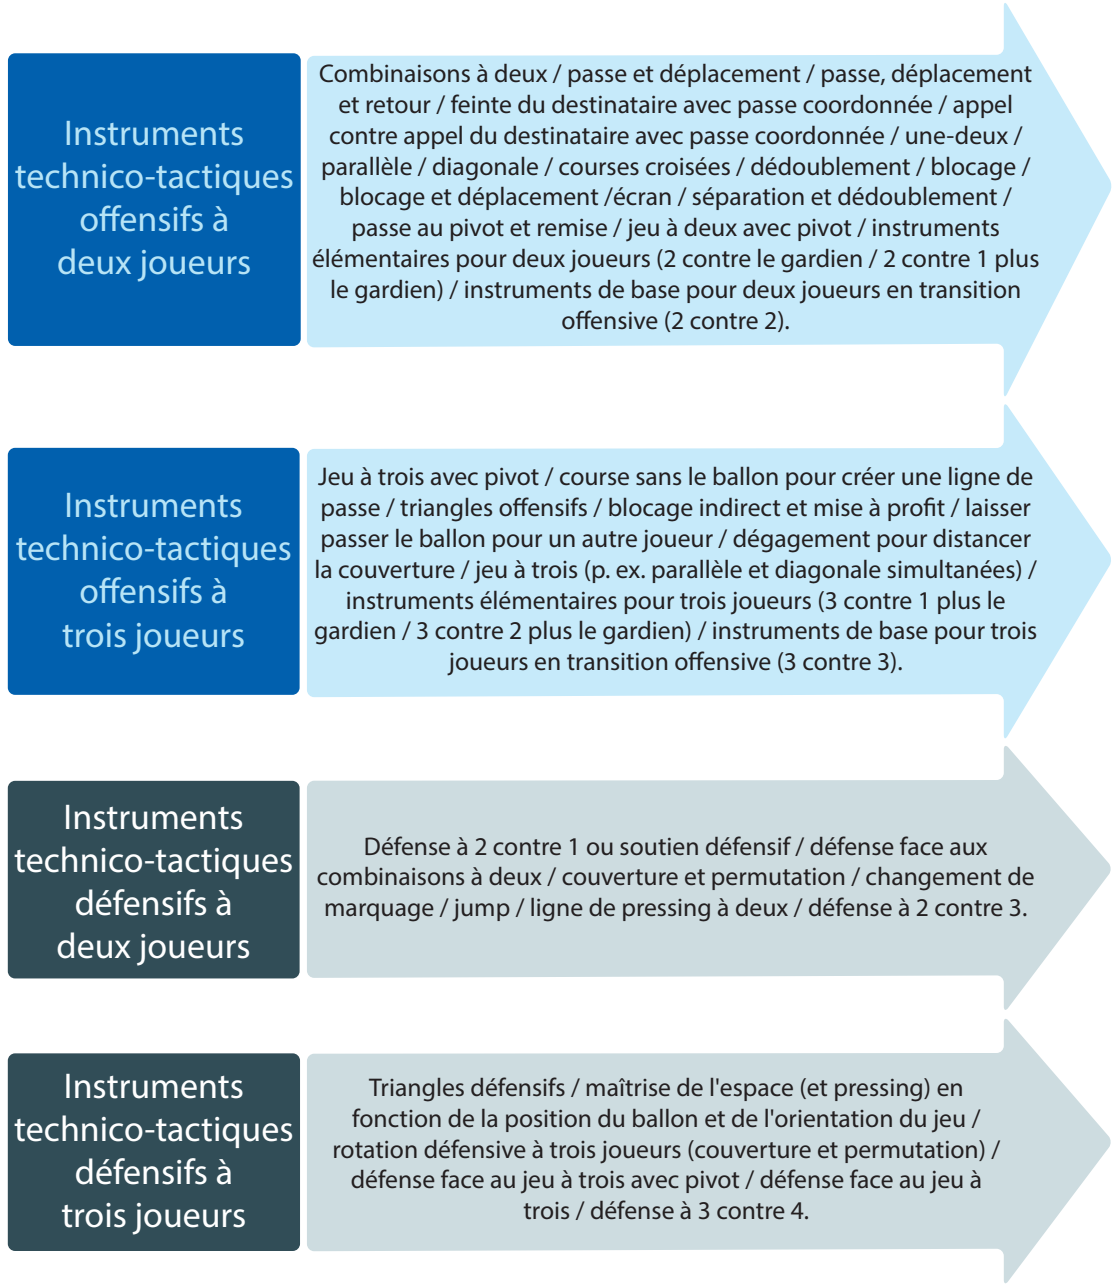 Instruments
technico-tactiques
offensifs à
deux joueurs
Combinaisons à deux / passe et déplacement / passe, déplacement
et retour / feinte du destinataire avec passe coordonnée / appel
contre appel du destinataire avec passe coordonnée / une-deux /
parallèle / diagonale / courses croisées / dédoublement / blocage /
blocage et déplacement /écran / séparation et dédoublement /
passe au pivot et remise / jeu à deux avec pivot / instruments
élémentaires pour deux joueurs (2 contre le gardien / 2 contre 1 plus
le gardien) / instruments de base pour deux joueurs en transition
offensive (2 contre 2).
Instruments
technico-tactiques
offensifs à
trois joueurs
Jeu à trois avec pivot / course sans le ballon pour créer une ligne de
passe / triangles offensifs / blocage indirect et mise à profit / laisser
passer le ballon pour un autre joueur / dégagement pour distancer
la couverture / jeu à trois (p. ex. parallèle et diagonale simultanées) /
instruments élémentaires pour trois joueurs (3 contre 1 plus le
gardien / 3 contre 2 plus le gardien) / instruments de base pour trois
joueurs en transition offensive (3 contre 3).
Instruments
technico-tactiques
défensifs à
deux joueurs
Défense à 2 contre 1 ou soutien défensif / défense face aux
combinaisons à deux / couverture et permutation / changement de
marquage / jump / ligne de pressing à deux / défense à 2 contre 3.
Instruments
technico-tactiques
défensifs à
trois joueurs
Triangles défensifs / maîtrise de l'espace (et pressing) en
fonction de la position du ballon et de l'orientation du jeu /
rotation défensive à trois joueurs (couverture et permutation) /
défense face au jeu à trois avec pivot / défense face au jeu à
trois / défense à 3 contre 4.